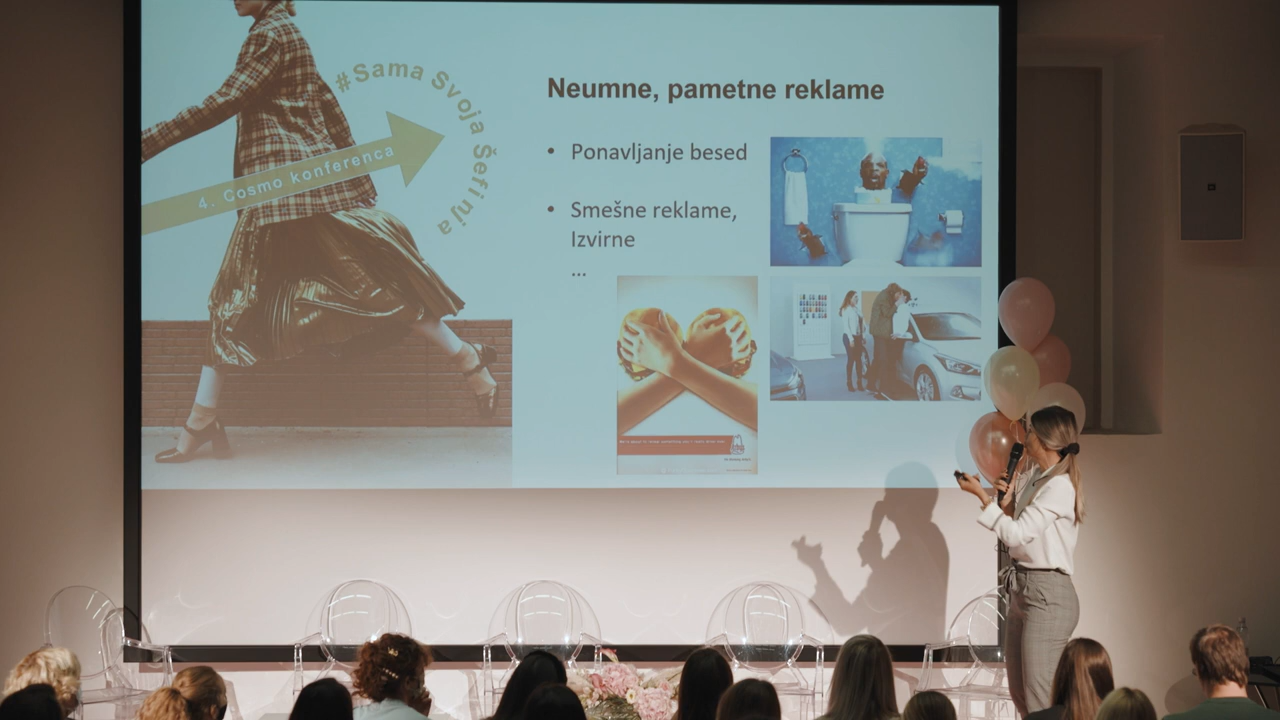 #Sama Svoja Šefinja
4. Cosmo konferenca
Neumne, pametne reklame
• Ponavljanje besed
• Smešne reklame,
Izvirne
...